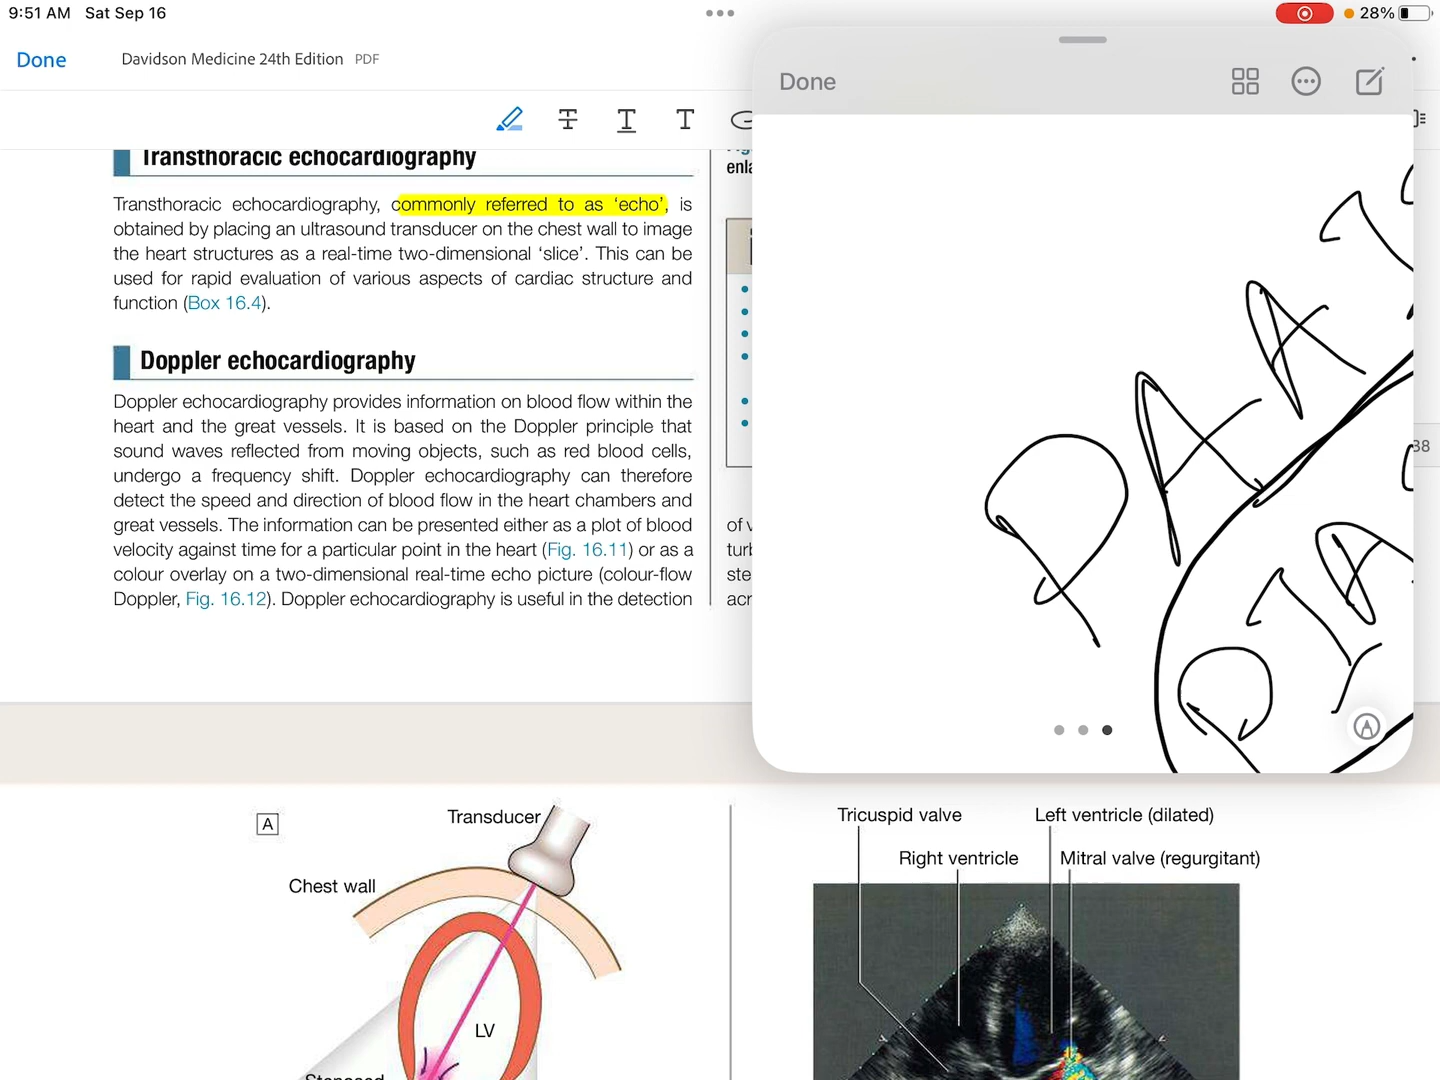 9:51 AM Sat Sep 16
28%
Done
Davidson Medicine 24th Edition PDF
Done
Transthoracic echocardiography
Transthoracic echocardiography, commonly referred to as ‘echo’, is
obtained by placing an ultrasound transducer on the chest wall to image
the heart structures as a real-time two-dimensional ‘slice’. This can be
used for rapid evaluation of various aspects of cardiac structure and
function (Box 16.4).
Doppler echocardiography
Doppler echocardiography provides information on blood flow within the
heart and the great vessels. It is based on the Doppler principle that
sound waves reflected from moving objects, such as red blood cells,
undergo a frequency shift. Doppler echocardiography can therefore
detect the speed and direction of blood flow in the heart chambers and
great vessels. The information can be presented either as a plot of blood
velocity against time for a particular point in the heart (Fig. 16.11) or as a
colour overlay on a two-dimensional real-time echo picture (colour-flow
Doppler, Fig. 16.12). Doppler echocardiography is useful in the detection
enla
of v
turb
ste
acr
38
A
Transducer
Chest wall
LV
Stenosed
Tricuspid valve
Left ventricle (dilated)
Right ventricle
Mitral valve (regurgitant)